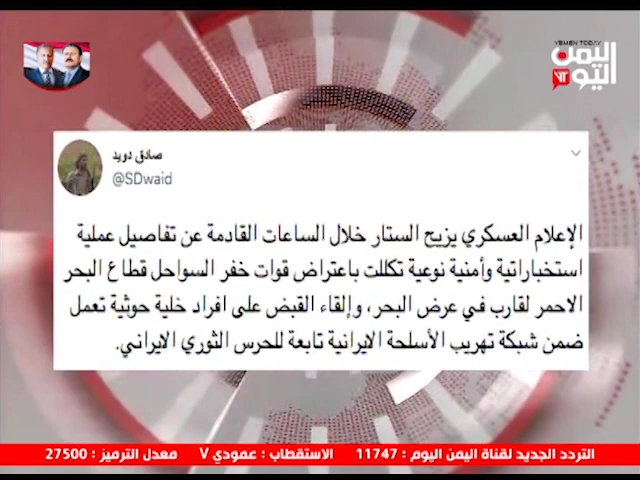 YEMEN TODAY
اليمن
اليوم
صادق دويد
@SDwaid
الإعلام العسكري يزيح الستار خلال الساعات القادمة عن تفاصيل عملية
استخباراتية وأمنية نوعية تكللت باعتراض قوات خفر السواحل قطاع البحر
الاحمر لقارب في عرض البحر، وإلقاء القبض على افراد خلية حوثية تعمل
ضمن شبكة تهريب الأسلحة الايرانية تابعة للحرس الثوري الايراني.
التردد الجديد لقناة اليمن اليوم : 11747 الاستقطاب : عمودي V معدل الترميز : 27500